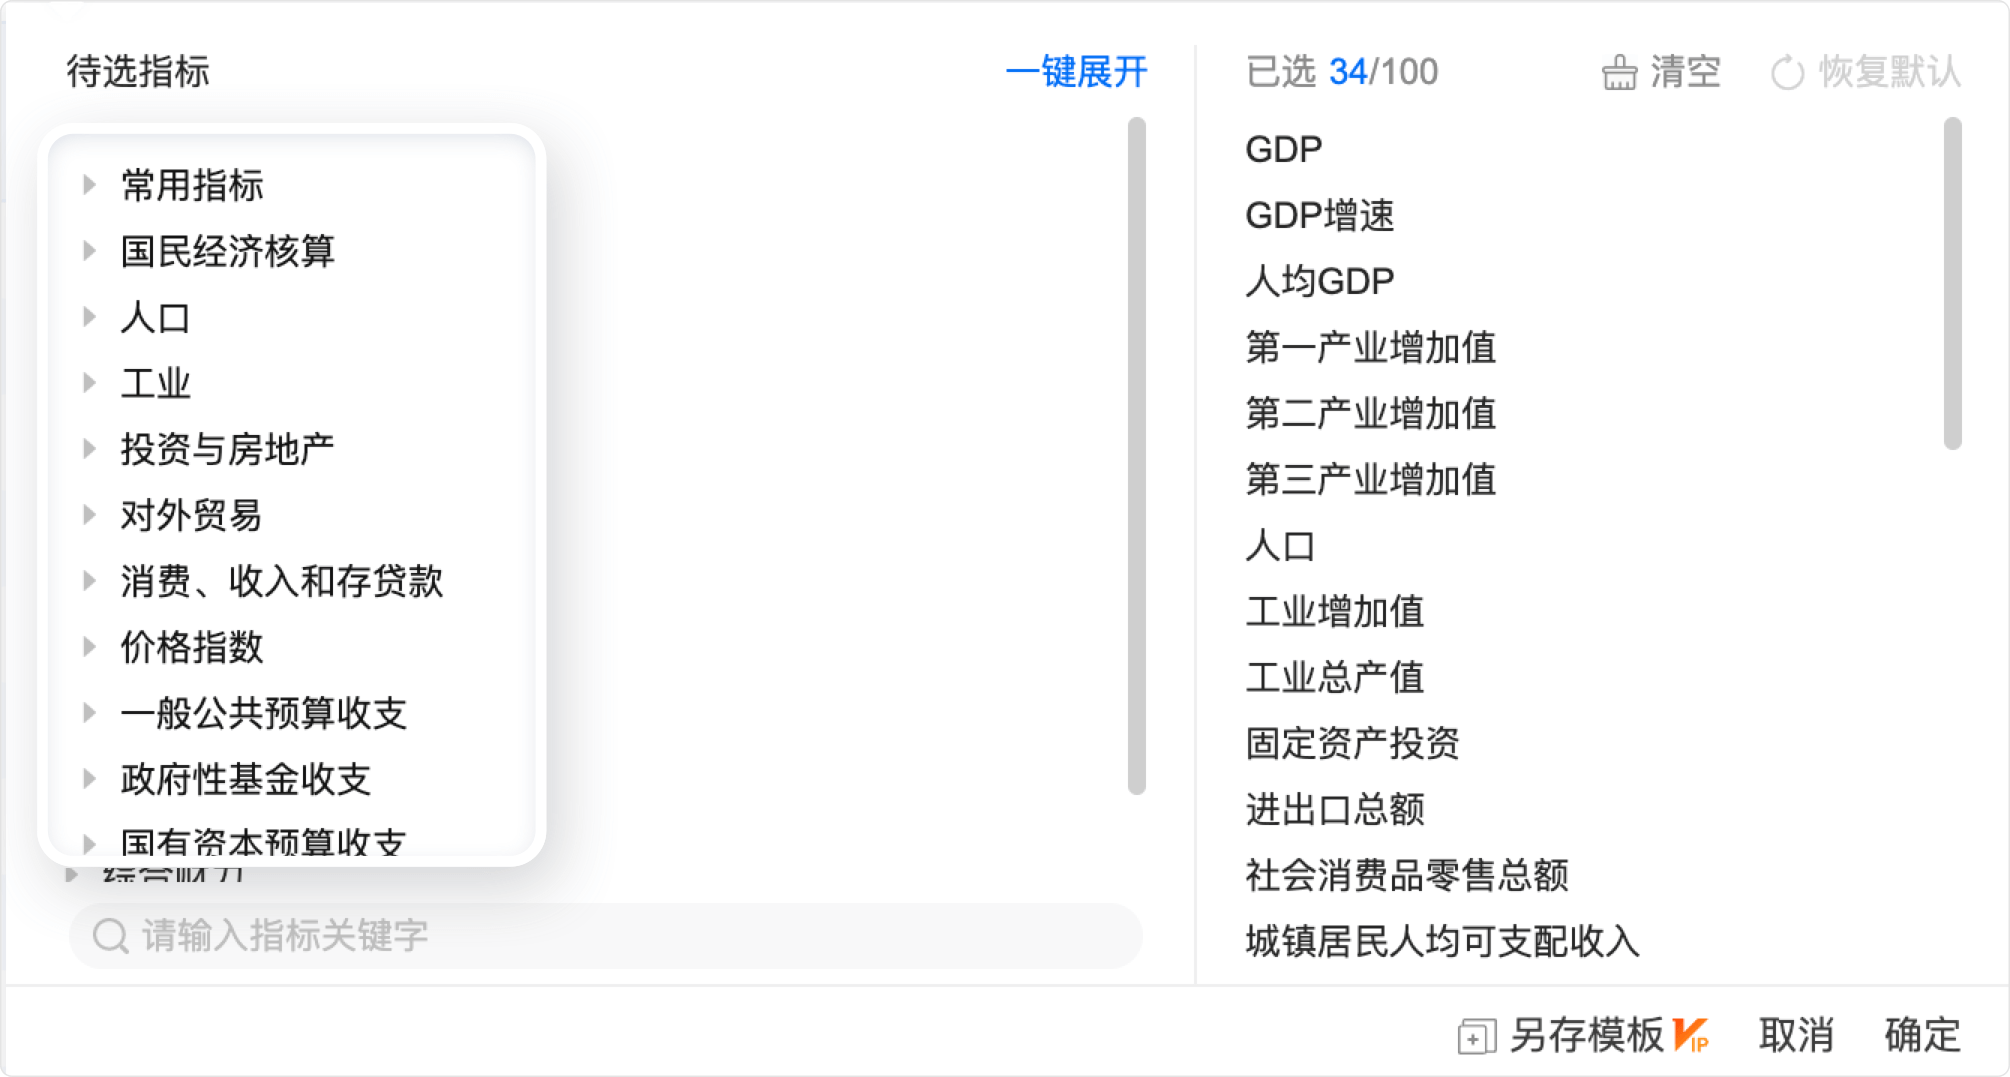 待选指标
一键展开
常用指标
国民经济核算
人口
工业
投资与房地产
对外贸易
消费、收入和存贷款
价格指数
一般公共预算收支
政府性基金收支
国有资本预算收支
综合财力
请输入指标关键字
已选 34/100
清空
恢复默认
GDP
GDP增速
人均GDP
第一产业增加值
第二产业增加值
第三产业增加值
人口
工业增加值
工业总产值
固定资产投资
进出口总额
社会消费品零售总额
城镇居民人均可支配收入
另存模板 VIP
取消
确定